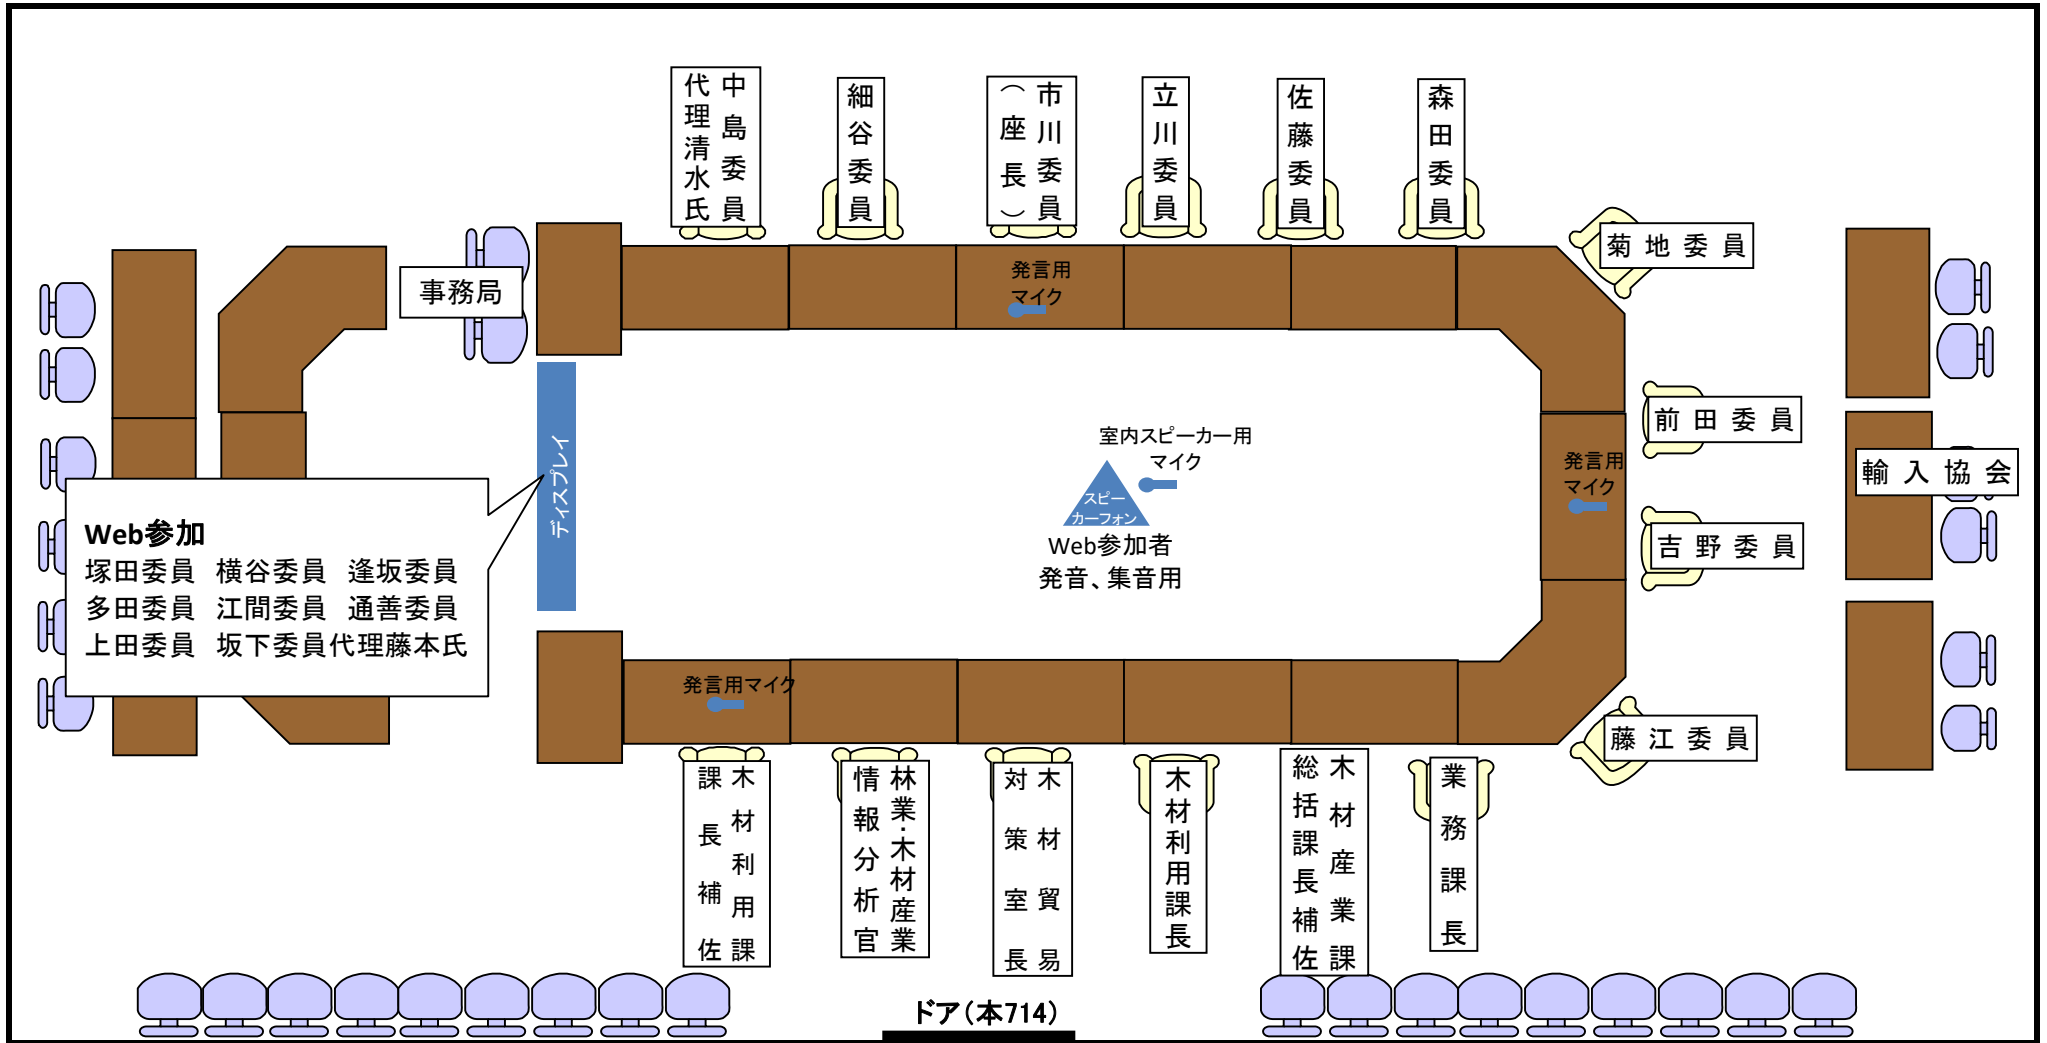 中島委員
代理清水氏
細谷委員
市川委員
（座長）
立川委員
佐藤委員
森田委員
菊地委員
事務局
発言用
マイク
前田委員
ディスプレイ
室内スピーカー用
マイク
スピー
カーフォン
Web参加者
発音、集音用
発言用
マイク
輸入協会
吉野委員
Web参加
塚田委員 横谷委員 逢坂委員
多田委員 江間委員 通善委員
上田委員 坂下委員代理藤本氏
発言用マイク
藤江委員
木材利用課
課長補佐
林業・木材産業
情報分析官
木材貿易
対策室長
木材利用課長
木材産業課
総括課長補佐
業務課長
ドア（本714）